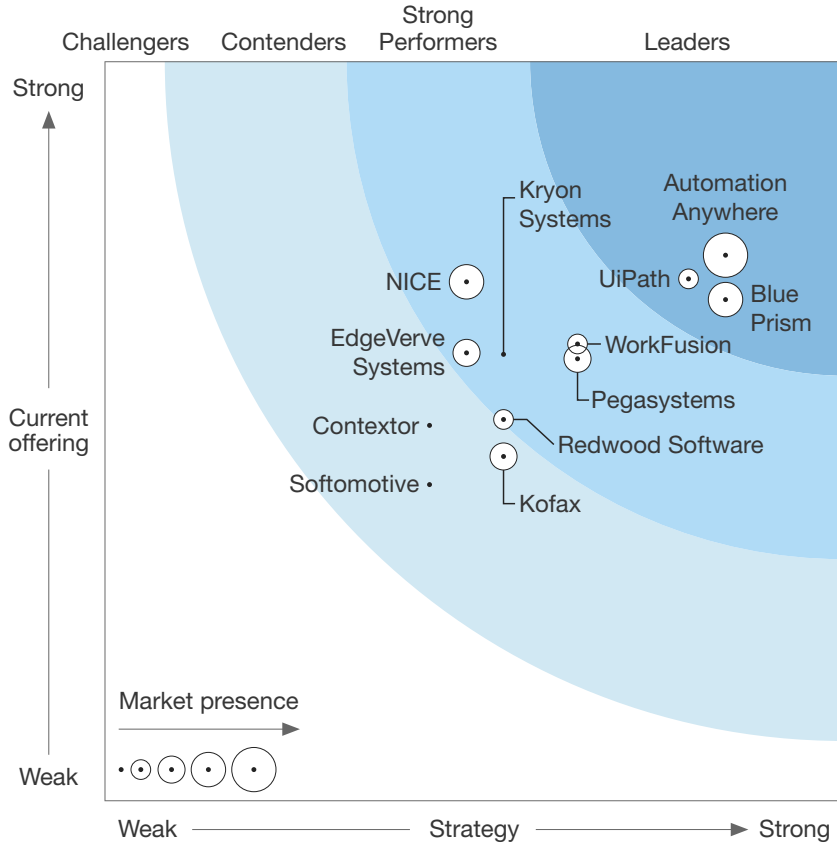 Challengers
Contenders
Strong
Performers
Leaders
Strong
Current
offering
Weak
Kryon
Systems
Automation
Anywhere
NICE
UiPath
Blue
Prism
EdgeVerve
Systems
WorkFusion
Pegasystems
Contextor
Redwood Software
Softomotive
Kofax
Market presence
Weak
Strategy
Strong